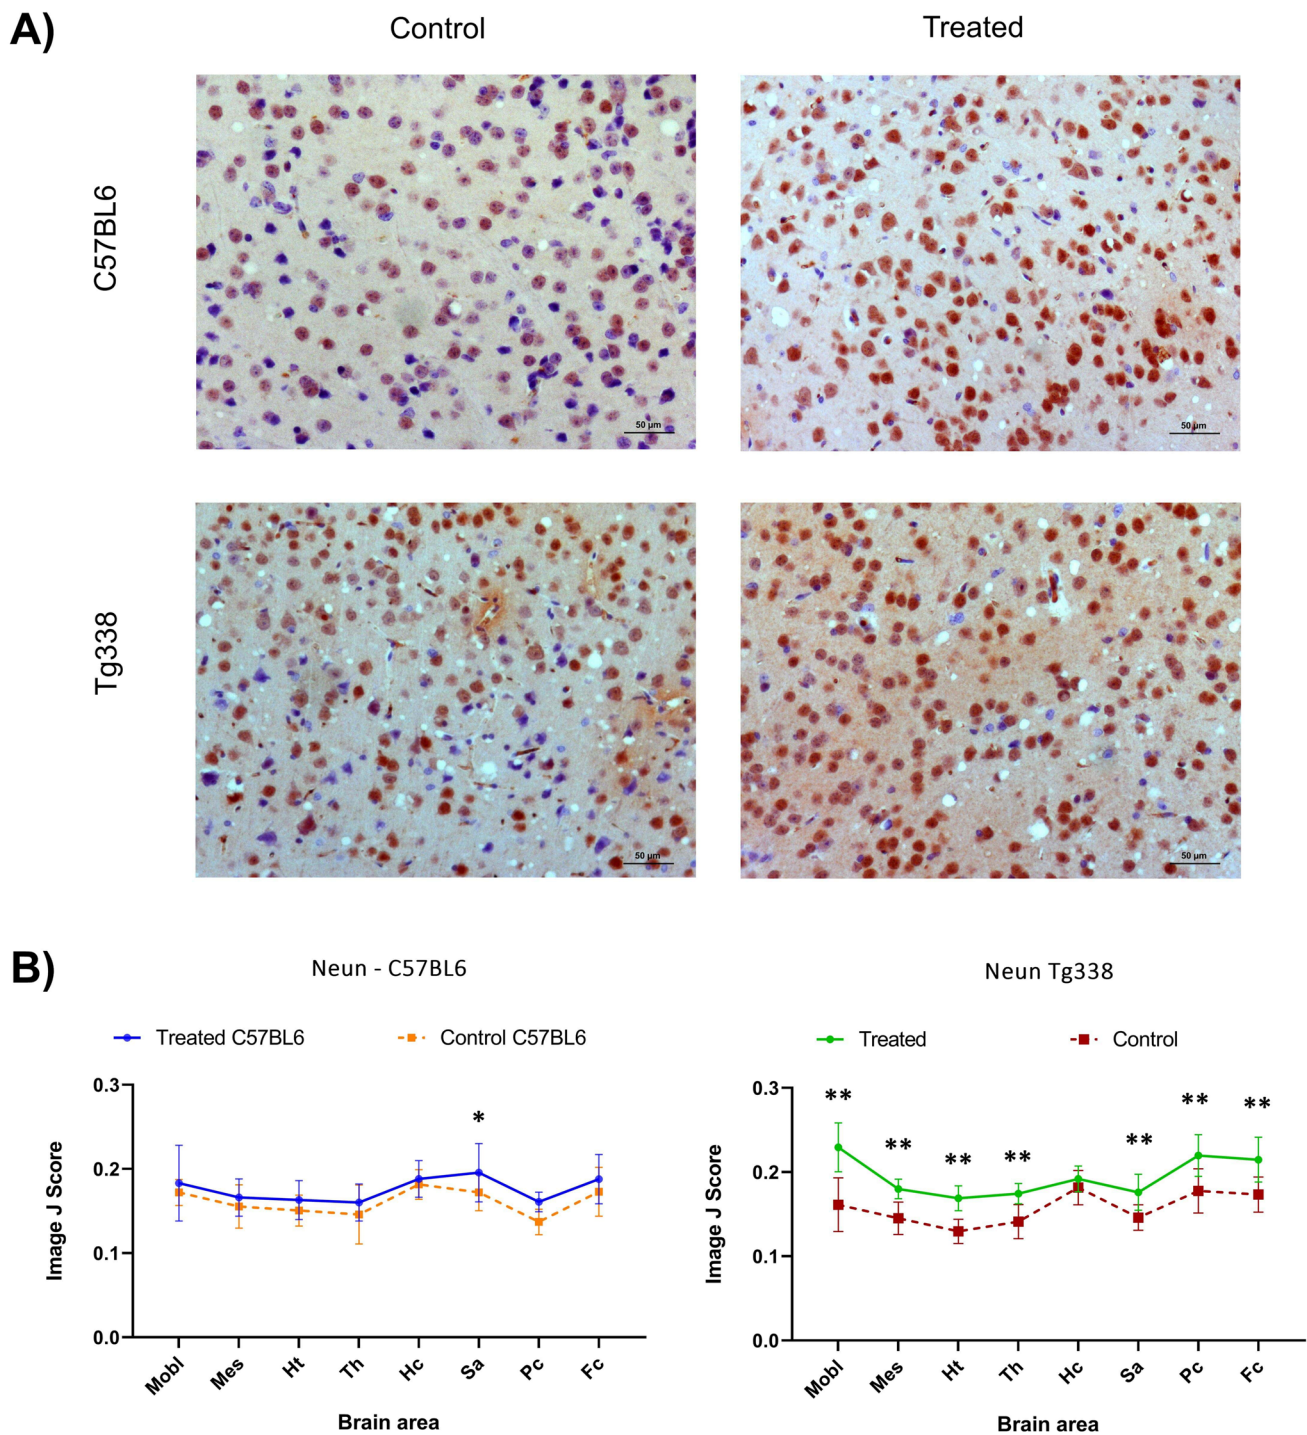 A)
Control
Treated
C57BL6
50 µm
50 µm
Tg338
50 µm
50 µm
B)
Neun - C57BL6
Treated C57BL6
Control C57BL6
Image J Score
0.3
0.2
0.1
0.0
*
Mobl
Mes
Ht
Th
Hc
Sa
Pc
Fc
Brain area
Neun Tg338
Treated
Control
Image J Score
0.3
0.2
0.1
0.0
**
**
**
**
**
**
**
Mobl
Mes
Ht
Th
Hc
Sa
Pc
Fc
Brain area